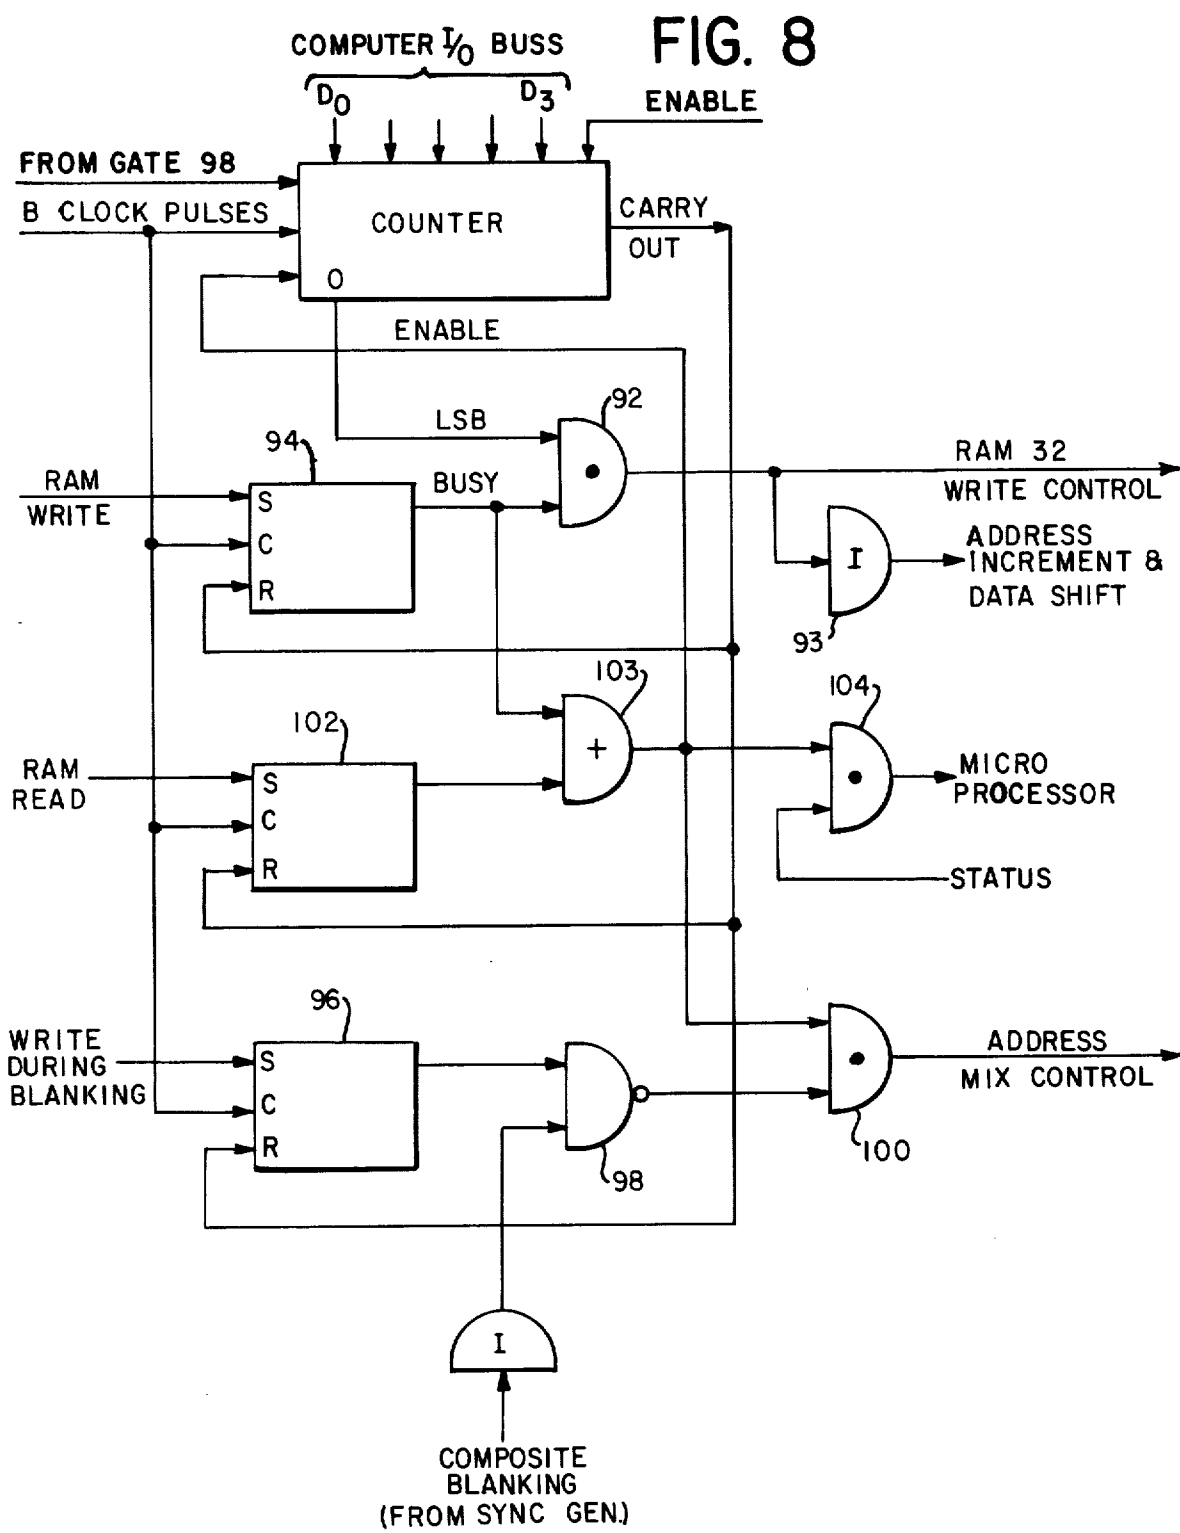 FIG. 8
COMPUTER I/O BUSS
D0 D3
ENABLE
FROM GATE 98
B CLOCK PULSES
COUNTER
CARRY
OUT
O
ENABLE
92
LSB
94
RAM
WRITE
S
C
R
BUSY
RAM 32
WRITE CONTROL
I
ADDRESS
INCREMENT &
DATA SHIFT
93
103
104
102
RAM
READ
S
C
R
+
MICRO
PROCESSOR
STATUS
96
WRITE
DURING
BLANKING
S
C
R
98
ADDRESS
MIX CONTROL
100
I
COMPOSITE
BLANKING
(FROM SYNC GEN.)